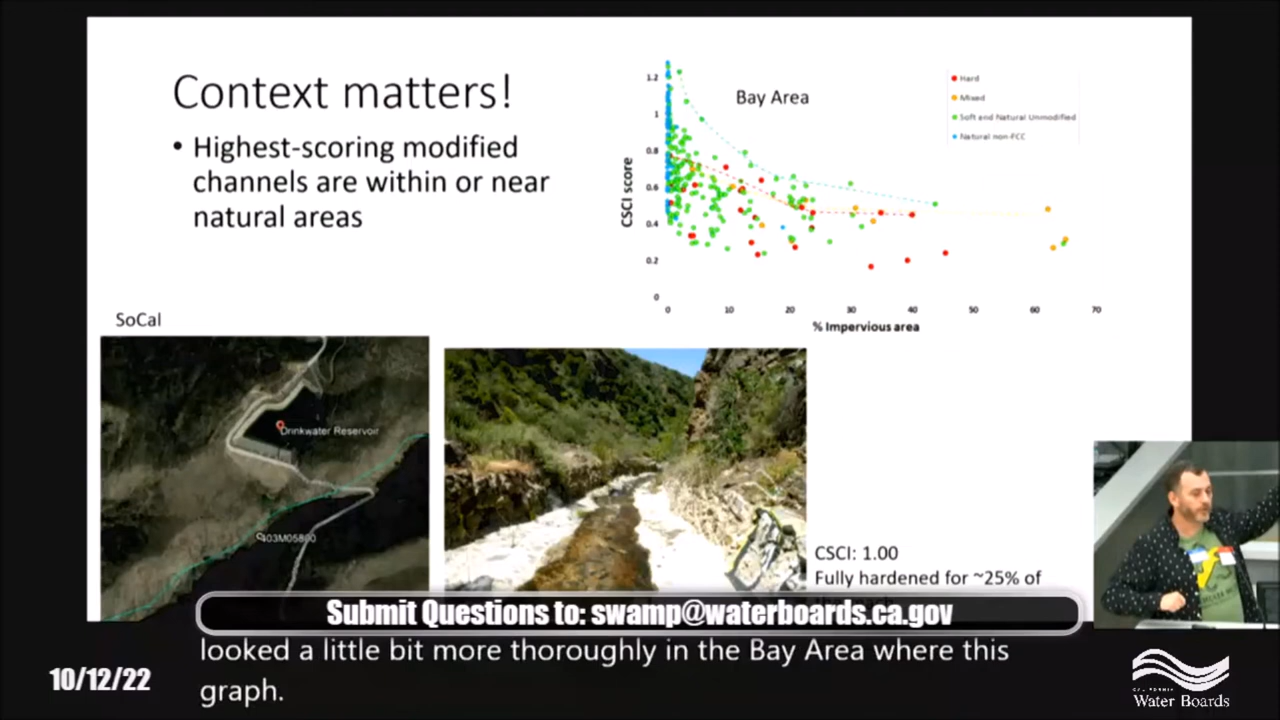 Context matters!
• Highest-scoring modified
channels are within or near
natural areas
Bay Area
Hard
Mixed
Soft and Natural Unmodified
Natural non-FCC
CSCI score
1.2
1
0.8
0.6
0.4
0.2
0
0 10 20 30 40 50 60 70
% Impervious area
SoCal
Drinkwater Reservoir
403M05800
CSCI: 1.00
Fully hardened for ~25% of
Submit Questions to: swamp@waterboards.ca.gov
looked a little bit more thoroughly in the Bay Area where this
graph.
10/12/22
CALIFORNIA
Water Boards